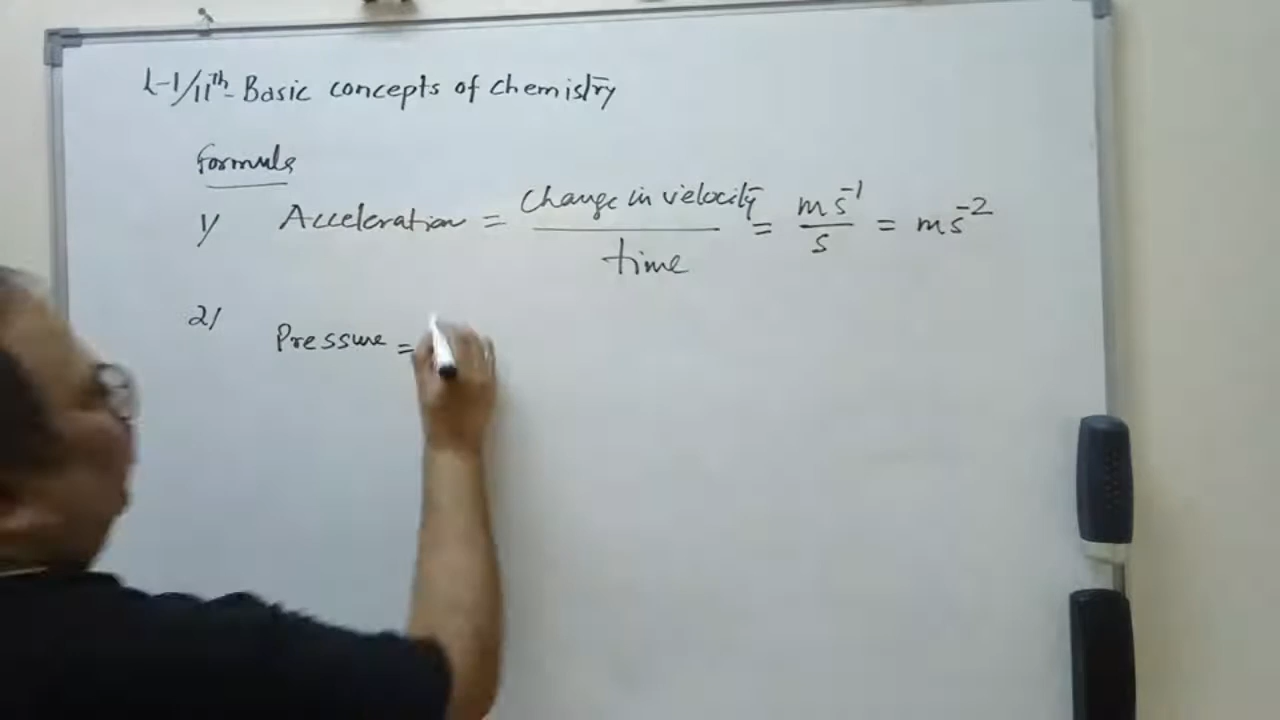 L-1/11th- Basic concepts of chemistry
Formula
1/ Acceleration = Change in velocity / time = m s⁻¹ / s = m s⁻²
2/ Pressure =